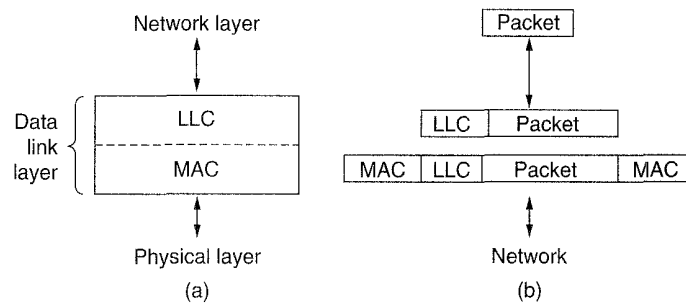 Network layer
Data
link
layer
LLC
MAC
Physical layer
(a)
Packet
LLC Packet
MAC LLC Packet MAC
Network
(b)